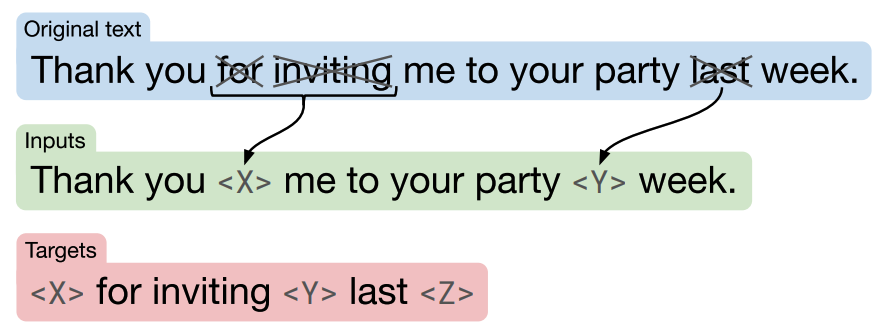 Original text
Thank you for inviting me to your party last week.
Inputs
Thank you <X> me to your party <Y> week.
Targets
<X> for inviting <Y> last <Z>